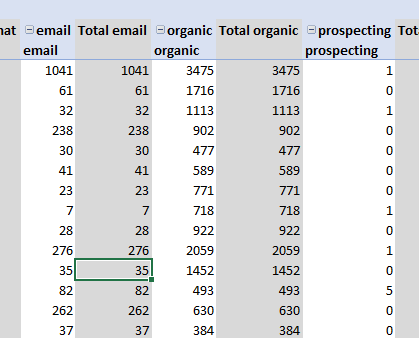 hat email Total email organic Total organic prospecting Tot
email organic prospecting
1041 1041 3475 3475 1
61 61 1716 1716 0
32 32 1113 1113 1
238 238 902 902 0
30 30 477 477 0
41 41 589 589 0
23 23 771 771 0
7 7 718 718 1
28 28 922 922 0
276 276 2059 2059 1
35 35 1452 1452 0
82 82 493 493 5
262 262 630 630 0
37 37 384 384 0